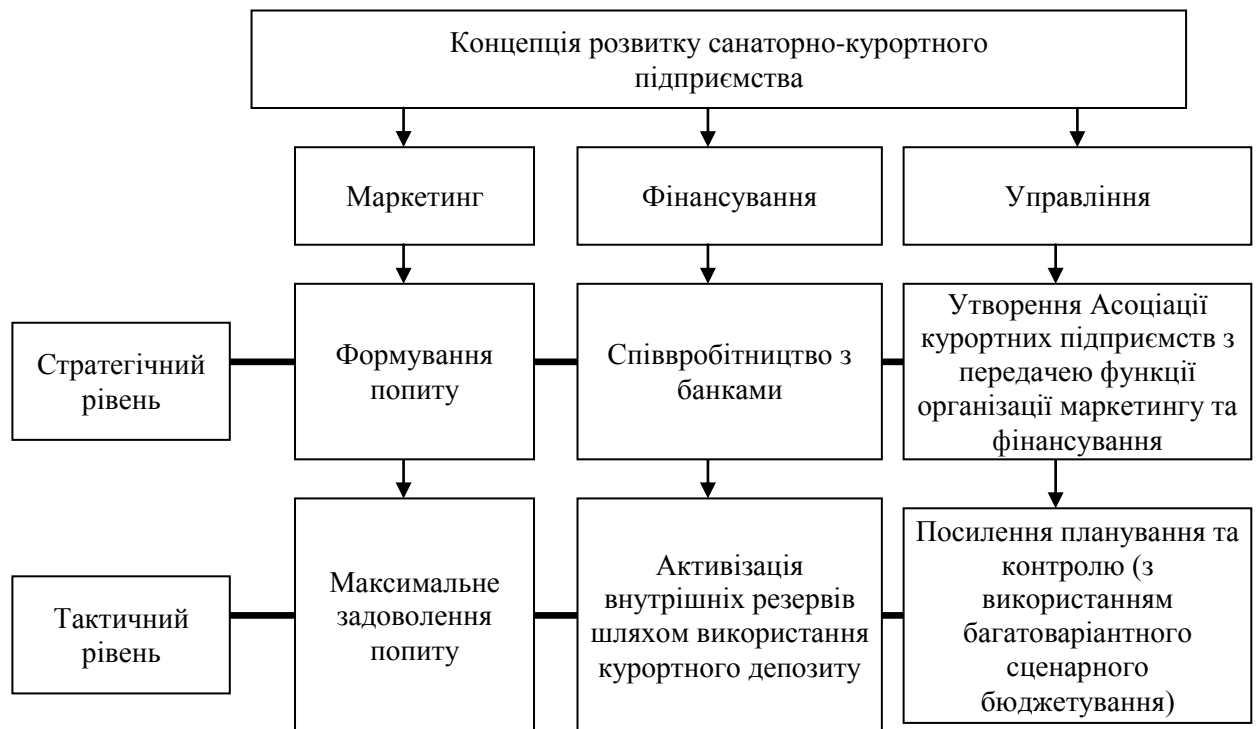 Концепція розвитку санаторно-курортного
підприємства
Маркетинг
Фінансування
Управління
Стратегічний
рівень
Формування
попиту
Співвробітництво з
банками
Утворення Асоціації
курортних підприємств з
передачею функції
організації маркетингу та
фінансування
Тактичний
рівень
Максимальне
задоволення
попиту
Активізація
внутрішніх резервів
шляхом використання
курортного депозиту
Посилення планування та
контролю (з
використанням
багатоваріантного
сценарного
бюджетування)